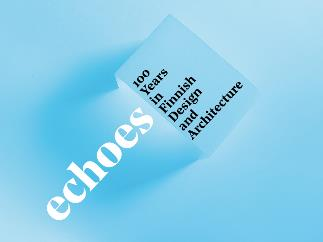 echoes
100
Years
in
Finnish
Design
and
Architecture